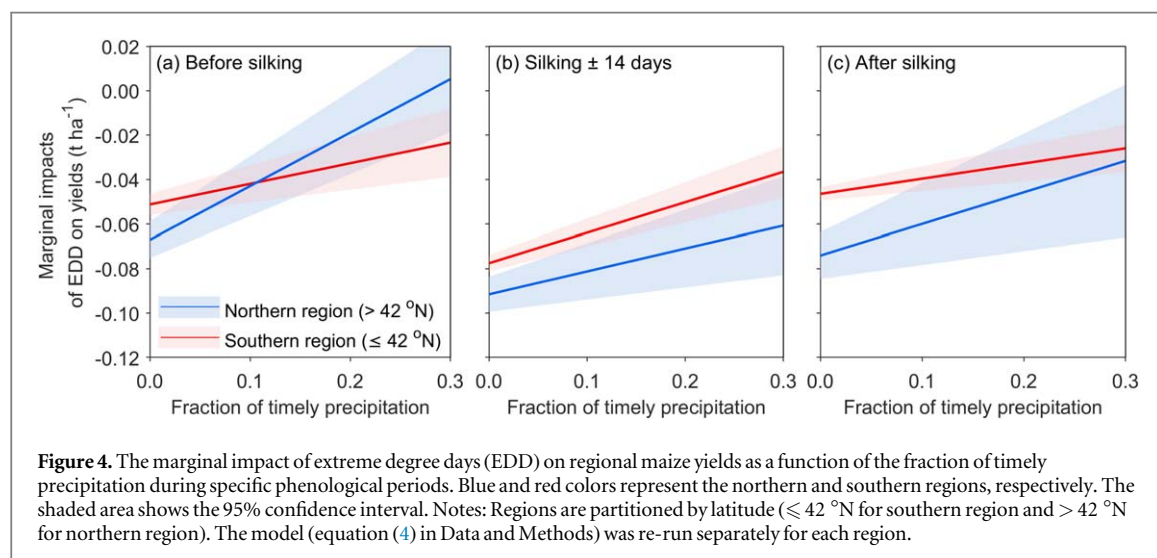 0.02
0.00
-0.02
-0.04
-0.06
-0.08
-0.10
-0.12
Marginal impacts
of EDD on yields (t ha-1)
(a) Before silking
Northern region (> 42 oN)
Southern region (≤ 42 oN)
0.0 0.1 0.2 0.3
Fraction of timely precipitation
(b) Silking ± 14 days
0.0 0.1 0.2 0.3
Fraction of timely precipitation
(c) After silking
0.0 0.1 0.2 0.3
Fraction of timely precipitation
Figure 4. The marginal impact of extreme degree days (EDD) on regional maize yields as a function of the fraction of timely
precipitation during specific phenological periods. Blue and red colors represent the northern and southern regions, respectively. The
shaded area shows the 95% confidence interval. Notes: Regions are partitioned by latitude (⩽ 42 °N for southern region and > 42 °N
for northern region). The model (equation (4) in Data and Methods) was re-run separately for each region.